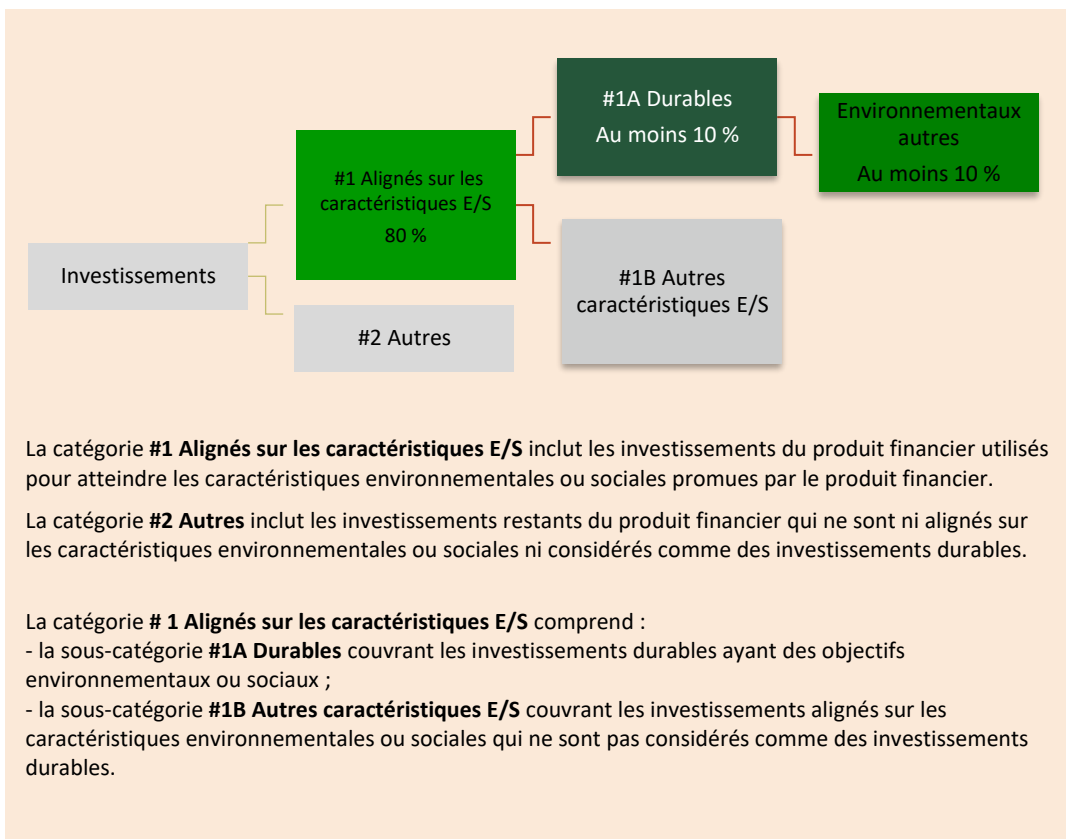 #1A Durables
Au moins 10 %
Environnementaux
autres
Au moins 10 %
#1 Alignés sur les
caractéristiques E/S
80 %
Investissements
#1B Autres
caractéristiques E/S
#2 Autres
La catégorie #1 Alignés sur les caractéristiques E/S inclut les investissements du produit financier utilisés
pour atteindre les caractéristiques environnementales ou sociales promues par le produit financier.
La catégorie #2 Autres inclut les investissements restants du produit financier qui ne sont ni alignés sur
les caractéristiques environnementales ou sociales ni considérés comme des investissements durables.
La catégorie # 1 Alignés sur les caractéristiques E/S comprend :
- la sous-catégorie #1A Durables couvrant les investissements durables ayant des objectifs
environnementaux ou sociaux ;
- la sous-catégorie #1B Autres caractéristiques E/S couvrant les investissements alignés sur les
caractéristiques environnementales ou sociales qui ne sont pas considérés comme des investissements
durables.